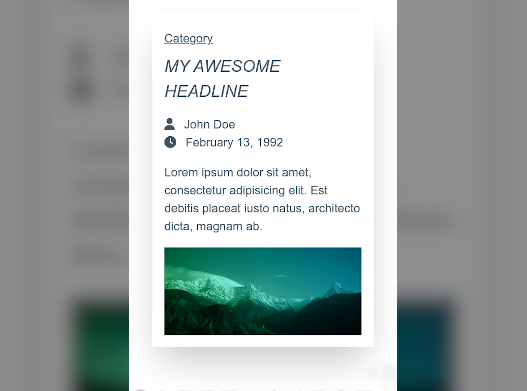 Category
MY AWESOME
HEADLINE
John Doe
February 13, 1992
Lorem ipsum dolor sit amet,
consectetur adipisicing elit. Est
debitis placeat iusto natus, architecto
dicta, magnam ab.